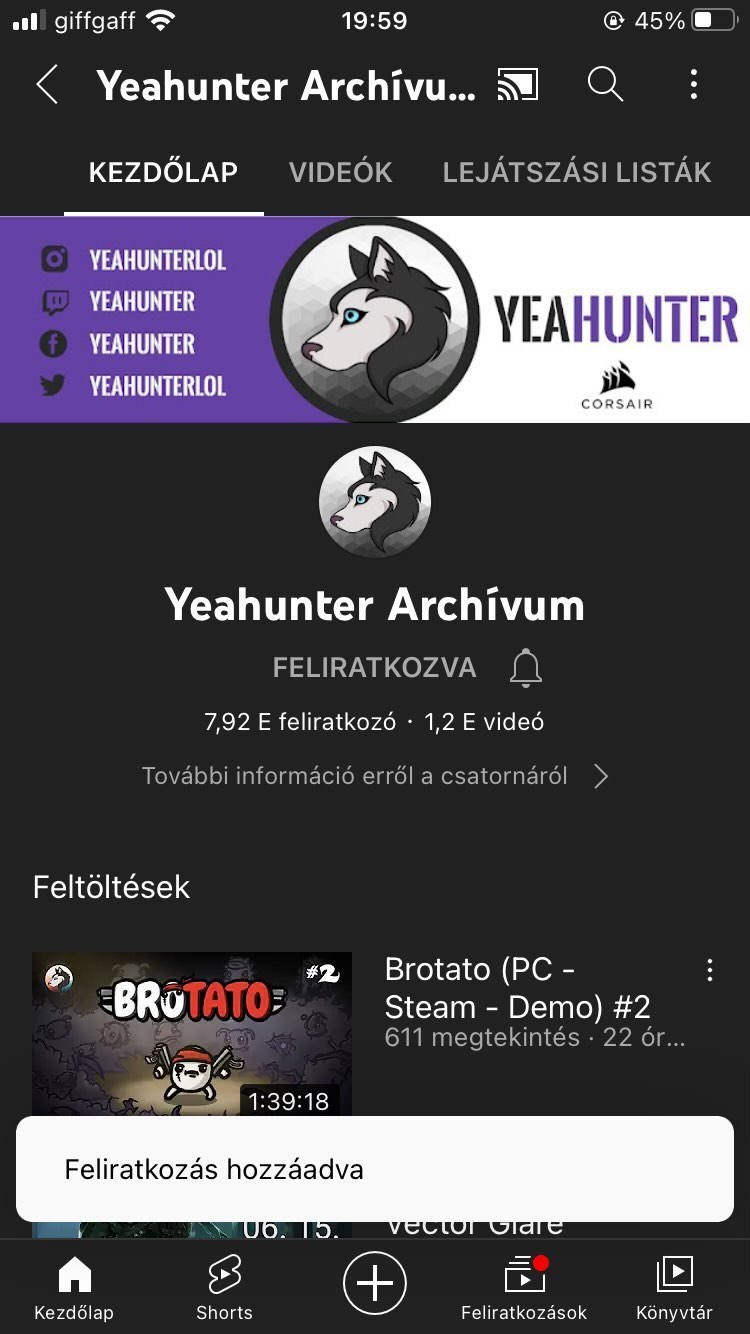 giffgaff 19:59 45%
Yeahunter Archívu...
KEZDŐLAP VIDEÓK LEJÁTSZÁSI LISTÁK
YEAHUNTERLOL
YEAHUNTER
YEAHUNTER
YEAHUNTERLOL
YEAHUNTER
CORSAIR
Yeahunter Archívum
FELIRATKOZVA
7,92 E feliratkozó · 1,2 E videó
További információ erről a csatornáról
Feltöltések
#2
BROTATO
1:39:18
Brotato (PC -
Steam - Demo) #2
611 megtekintés · 22 ór...
Feliratkozás hozzáadva
06. 15.
Vector Glare
Kezdőlap Shorts Feliratkozások Könyvtár